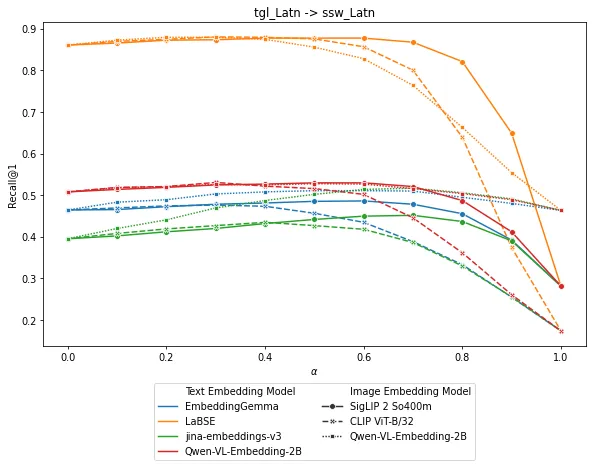 tgl_Latn -> ssw_Latn
Recall@1
0.9
0.8
0.7
0.6
0.5
0.4
0.3
0.2
0.0 0.2 0.4 0.6 0.8 1.0
α
Text Embedding Model Image Embedding Model
EmbeddingGemma SigLIP 2 So400m
LaBSE CLIP ViT-B/32
jina-embeddings-v3 Qwen-VL-Embedding-2B
Qwen-VL-Embedding-2B